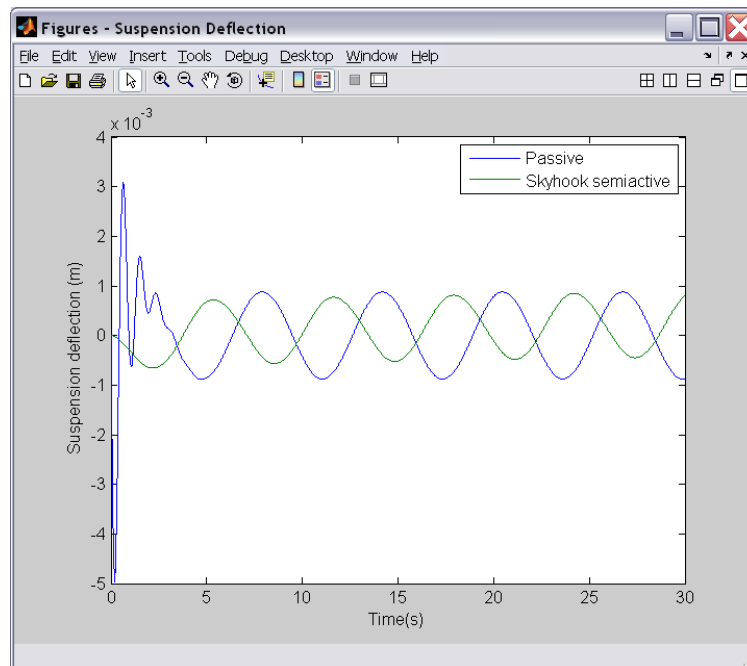 Figures - Suspension Deflection
File Edit View Insert Tools Debug Desktop Window Help
x 10^-3
Passive
Skyhook semiactive
4
3
2
1
0
-1
-2
-3
-4
-5
Suspension deflection (m)
0 5 10 15 20 25 30
Time(s)